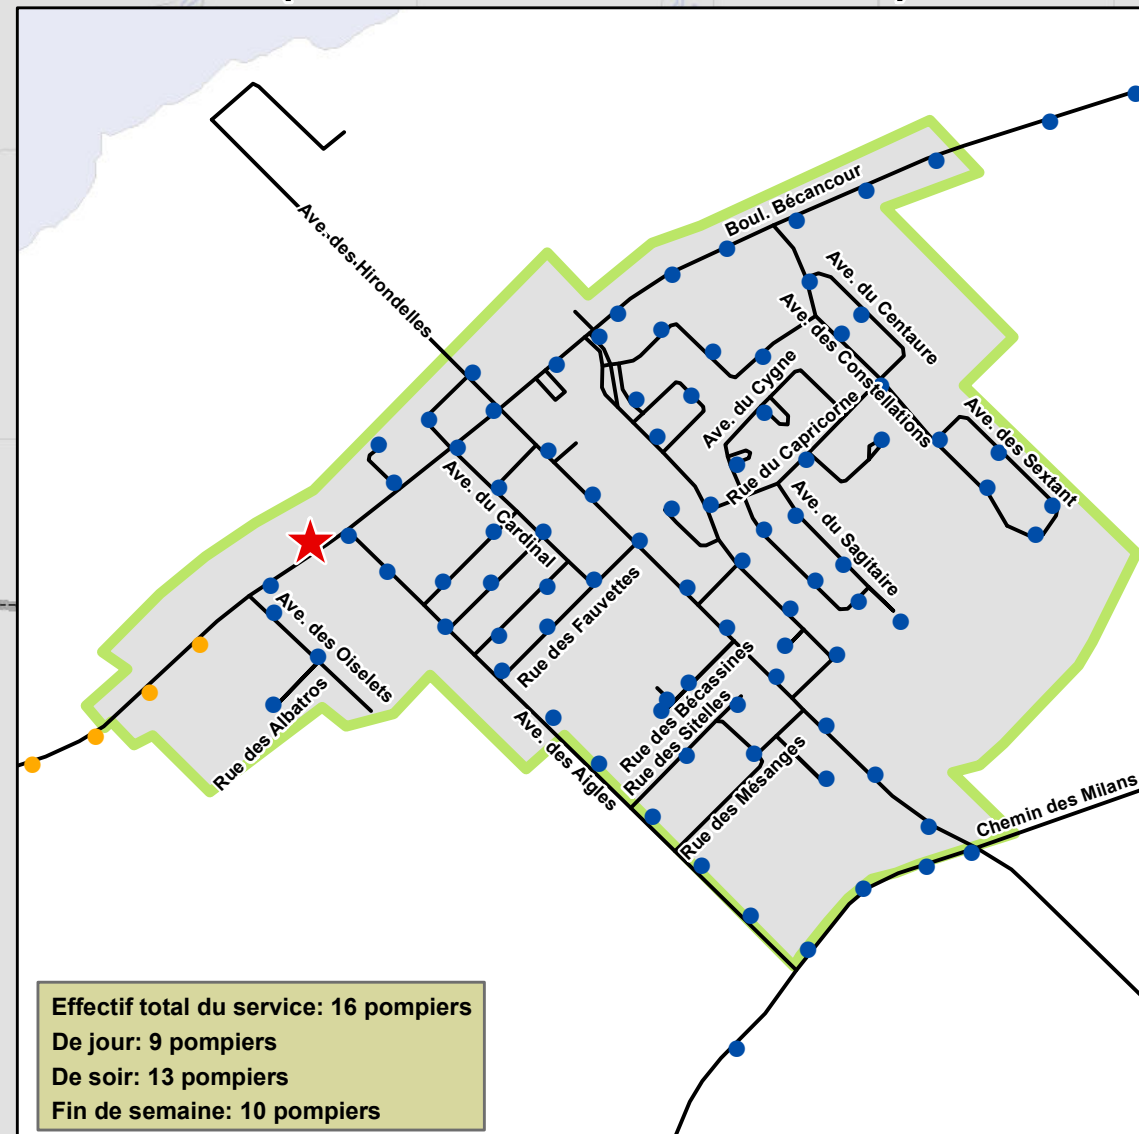 Boul. Bécancour
Ave. des Hirondelles
Ave. du Centaure
Ave. des Constellations
Ave. du Cygne
Rue du Capricorne
Ave. des Sextant
Ave. du Cardinal
Ave. du Sagitaire
Rue des Fauvettes
Ave. des Oiselets
Rue des Albatros
Rue des Bécassines
Rue des Sitelles
Ave. des Aigles
Rue des Mésanges
Chemin des Milans
Effectif total du service: 16 pompiers
De jour: 9 pompiers
De soir: 13 pompiers
Fin de semaine: 10 pompiers